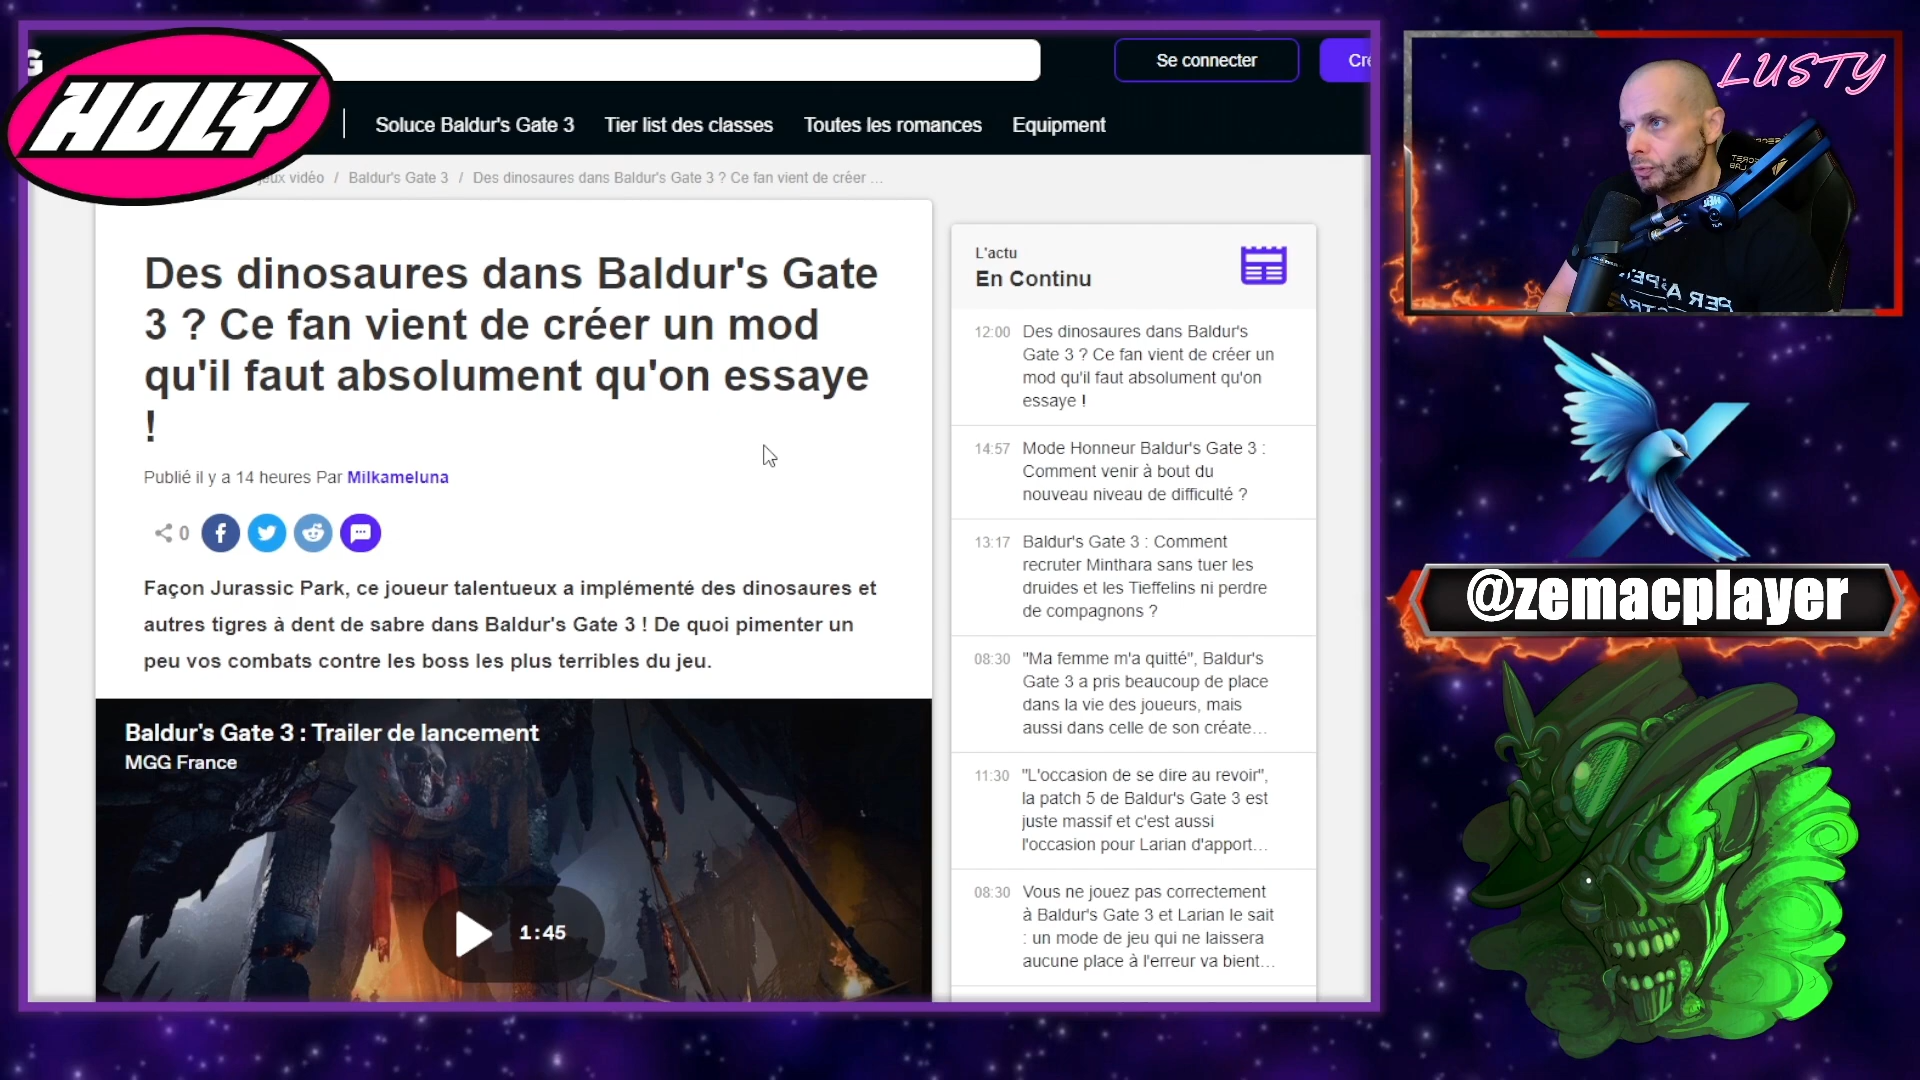 G
HOLY
Se connecter
Cré
Soluce Baldur's Gate 3
Tier list des classes
Toutes les romances
Equipment
jeux vidéo / Baldur's Gate 3 / Des dinosaures dans Baldur's Gate 3 ? Ce fan vient de créer ...
Des dinosaures dans Baldur's Gate
3 ? Ce fan vient de créer un mod
qu'il faut absolument qu'on essaye
!
Publié il y a 14 heures Par Milkameluna
0
Façon Jurassic Park, ce joueur talentueux a implémenté des dinosaures et
autres tigres à dent de sabre dans Baldur's Gate 3 ! De quoi pimenter un
peu vos combats contre les boss les plus terribles du jeu.
Baldur's Gate 3 : Trailer de lancement
MGG France
1:45
L'actu
En Continu
12:00 Des dinosaures dans Baldur's
Gate 3 ? Ce fan vient de créer un
mod qu'il faut absolument qu'on
essaye !
14:57 Mode Honneur Baldur's Gate 3 :
Comment venir à bout du
nouveau niveau de difficulté ?
13:17 Baldur's Gate 3 : Comment
recruter Minthara sans tuer les
druides et les Tieffelins ni perdre
de compagnons ?
08:30 "Ma femme m'a quitté", Baldur's
Gate 3 a pris beaucoup de place
dans la vie des joueurs, mais
aussi dans celle de son créate...
11:30 "L'occasion de se dire au revoir",
la patch 5 de Baldur's Gate 3 est
juste massif et c'est aussi
l'occasion pour Larian d'apport...
08:30 Vous ne jouez pas correctement
à Baldur's Gate 3 et Larian le sait
: un mode de jeu qui ne laissera
aucune place à l'erreur va bient...
LUSTY
PER ASPE
@zemacplayer